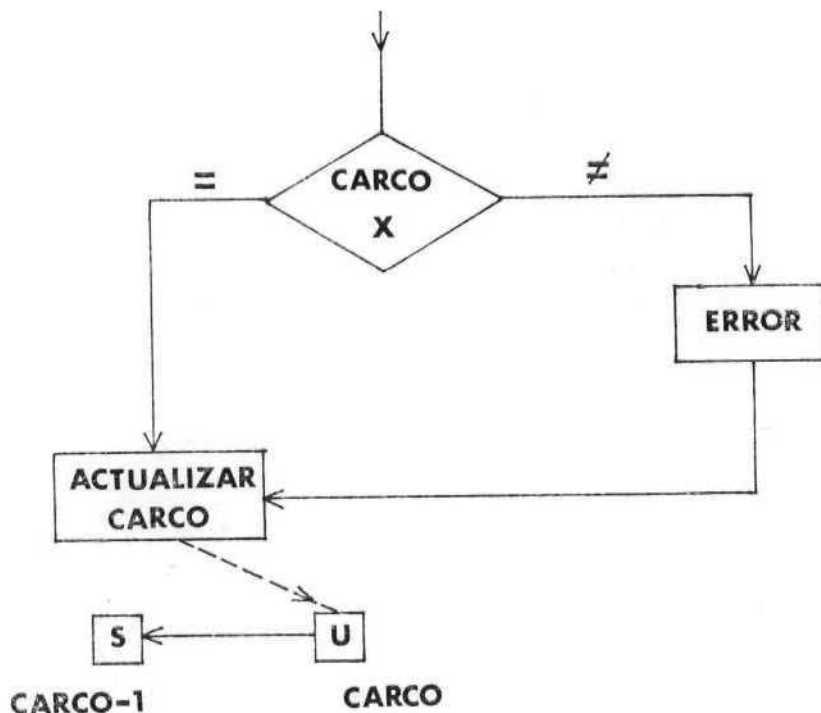 =
CARCO
X
≠
ERROR
ACTUALIZAR
CARCO
S
U
CARCO-1
CARCO